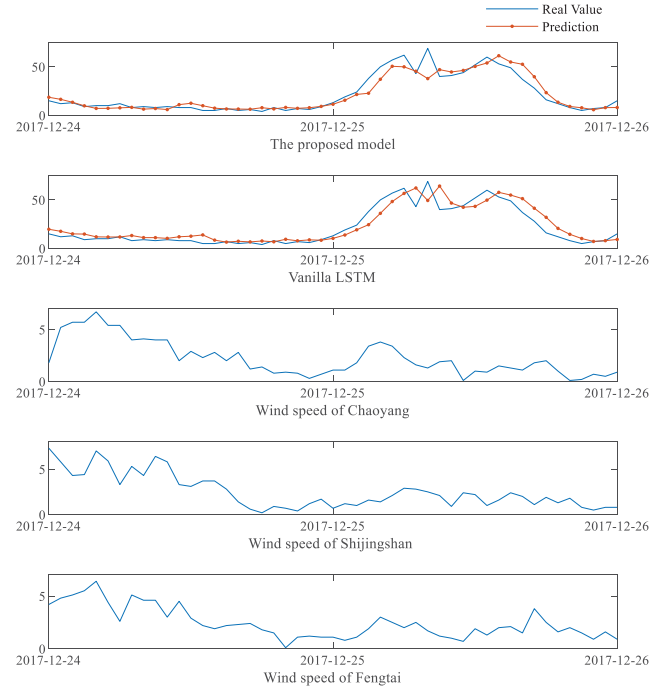 Real Value
Prediction
50
0
2017-12-24 2017-12-25 2017-12-26
The proposed model
50
0
2017-12-24 2017-12-25 2017-12-26
Vanilla LSTM
5
0
2017-12-24 2017-12-25 2017-12-26
Wind speed of Chaoyang
5
0
2017-12-24 2017-12-25 2017-12-26
Wind speed of Shijingshan
5
0
2017-12-24 2017-12-25 2017-12-26
Wind speed of Fengtai